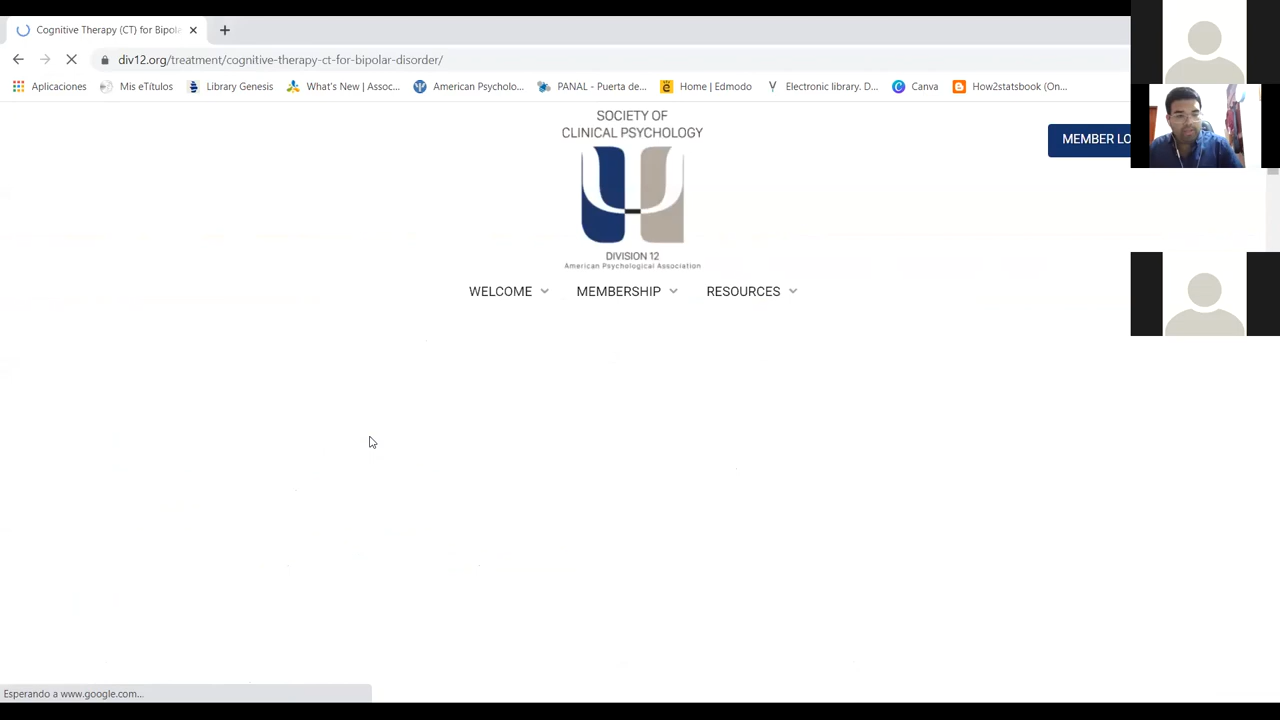 Cognitive Therapy (CT) for Bipola
div12.org/treatment/cognitive-therapy-ct-for-bipolar-disorder/
Aplicaciones Mis eTítulos Library Genesis What's New | Assoc... American Psycholo... PANAL - Puerta de... Home | Edmodo Electronic library. D... Canva How2statsbook (On...
SOCIETY OF
CLINICAL PSYCHOLOGY
DIVISION 12
American Psychological Association
MEMBER LO
WELCOME MEMBERSHIP RESOURCES
Esperando a www.google.com...